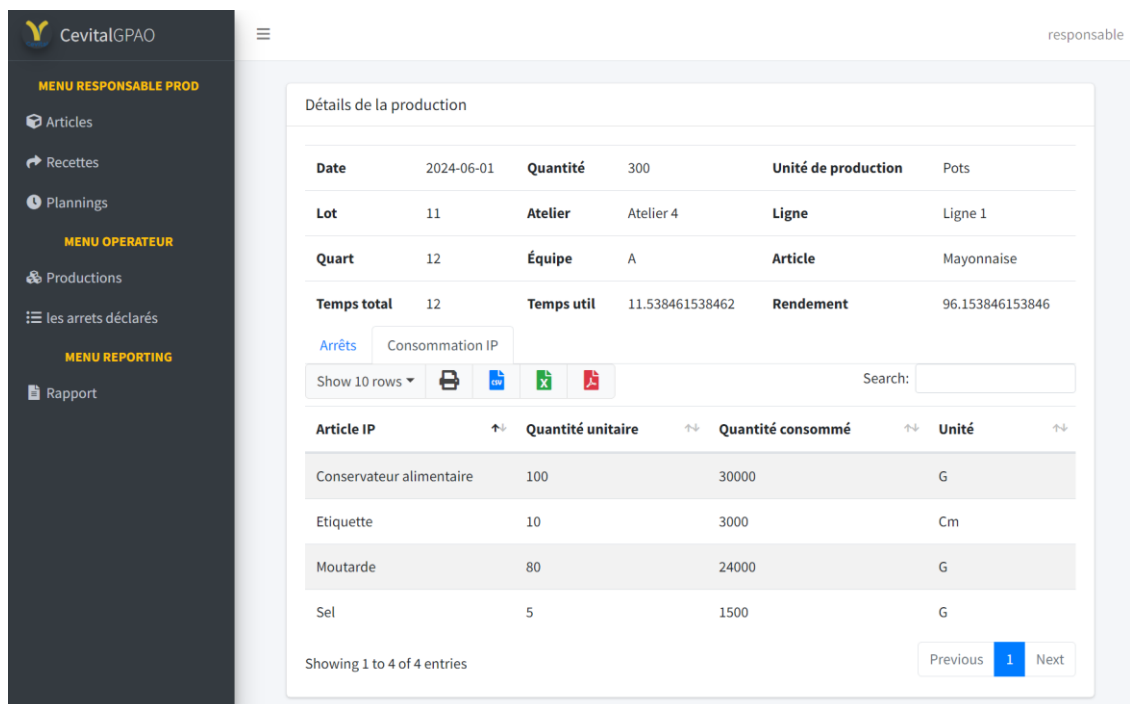 CevitalGPAO
responsable
MENU RESPONSABLE PROD
Articles
Recettes
Plannings
MENU OPERATEUR
Productions
les arrets déclarés
MENU REPORTING
Rapport
Détails de la production
Date 2024-06-01 Quantité 300 Unité de production Pots
Lot 11 Atelier Atelier 4 Ligne Ligne 1
Quart 12 Équipe A Article Mayonnaise
Temps total 12 Temps util 11.538461538462 Rendement 96.153846153846
Arrêts Consommation IP
Show 10 rows CSV X Search:
Article IP Quantité unitaire Quantité consommé Unité
Conservateur alimentaire 100 30000 G
Etiquette 10 3000 Cm
Moutarde 80 24000 G
Sel 5 1500 G
Showing 1 to 4 of 4 entries Previous 1 Next